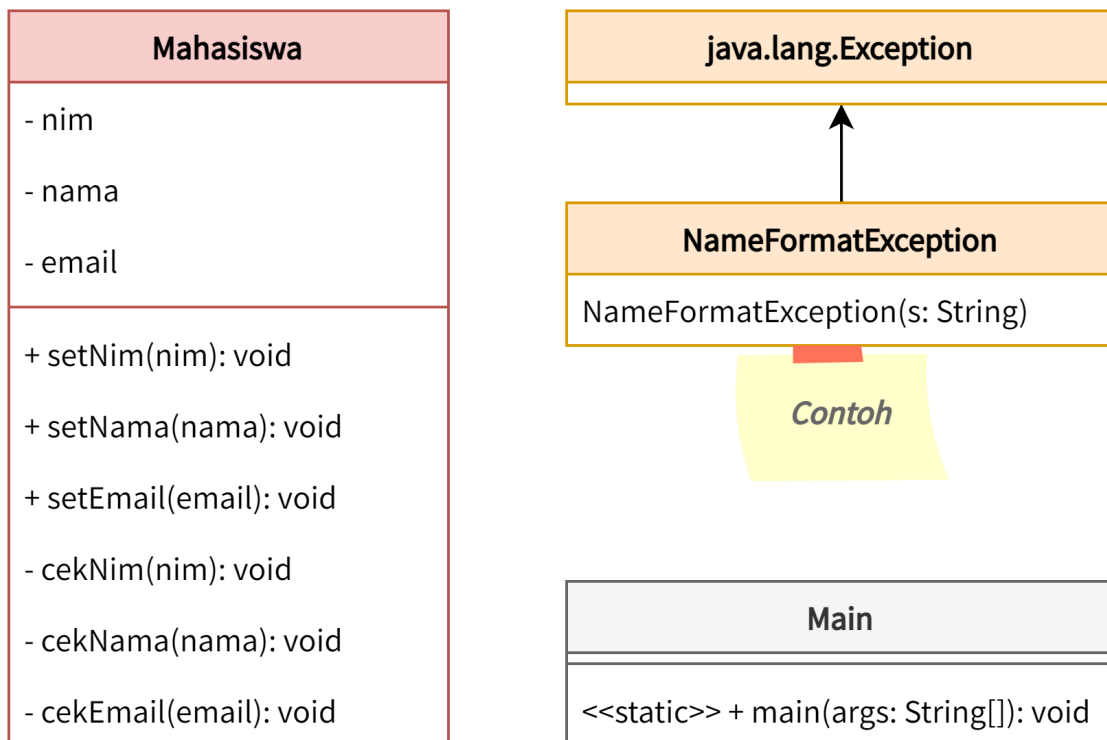 Mahasiswa
- nim
- nama
- email
+ setNim(nim): void
+ setNama(nama): void
+ setEmail(email): void
- cekNim(nim): void
- cekNama(nama): void
- cekEmail(email): void
java.lang.Exception
NameFormatException
NameFormatException(s: String)
Contoh
Main
<<static>> + main(args: String[]): void